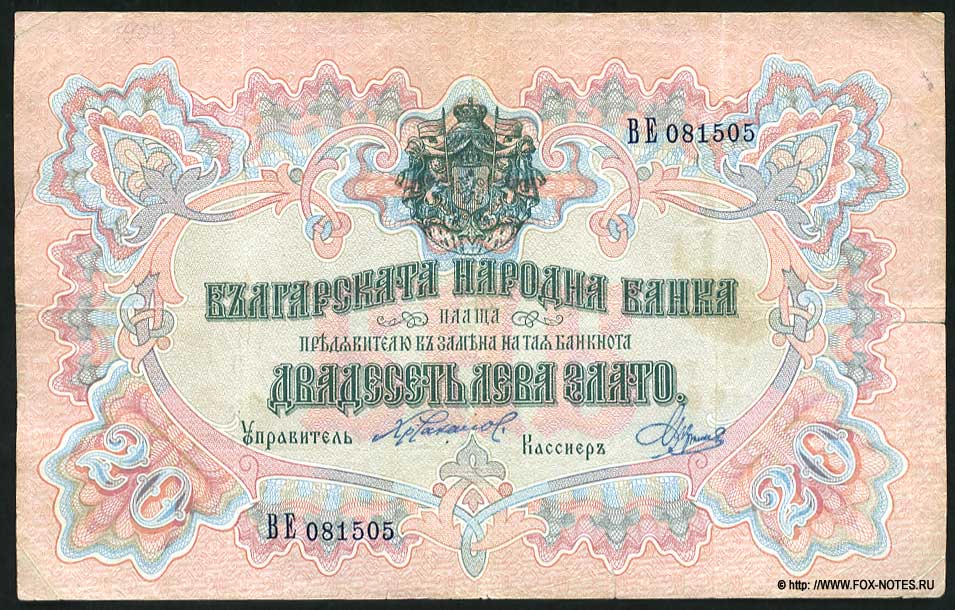 ВЕ 081505
БЪЛГАРСКАТА НАРОДНА БАНКА
ПЛАЩА
ПРѢДЯВИТЕЛЮ ВЪ ЗАМѢНА НА ТАЯ БАНКНОТА
ДВАДЕСЕТЬ ЛЕВА ЗЛАТО.
Управитель
Кассиеръ
20
20
ВЕ 081505
© http: //WWW.FOX-NOTES.RU